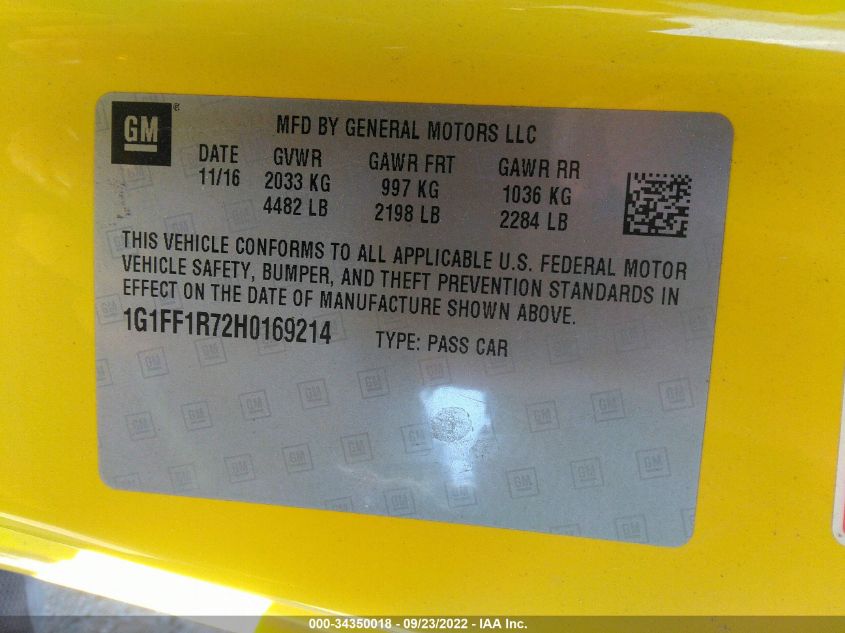 GM ®
MFD BY GENERAL MOTORS LLC
DATE GVWR GAWR FRT GAWR RR
11/16 2033 KG 997 KG 1036 KG
4482 LB 2198 LB 2284 LB
THIS VEHICLE CONFORMS TO ALL APPLICABLE U.S. FEDERAL MOTOR
VEHICLE SAFETY, BUMPER, AND THEFT PREVENTION STANDARDS IN
EFFECT ON THE DATE OF MANUFACTURE SHOWN ABOVE.
1G1FF1R72H0169214 TYPE: PASS CAR
000-34350018 - 09/23/2022 - IAA Inc.